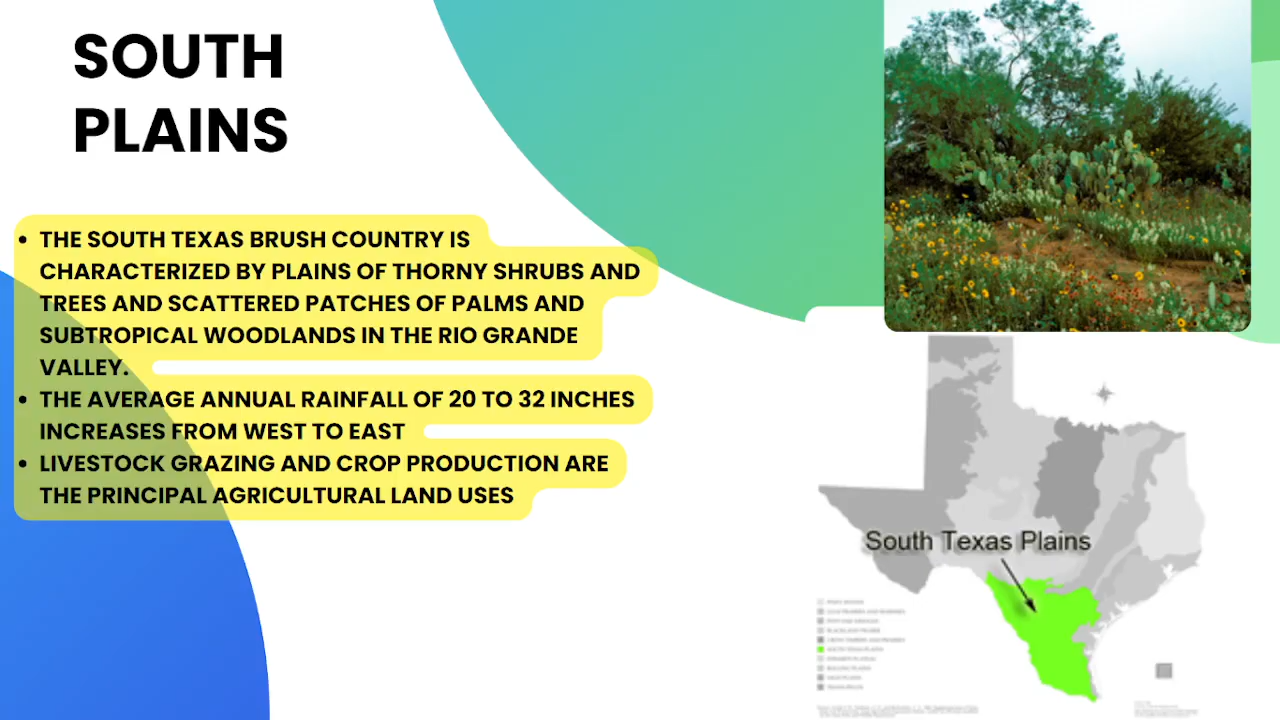 SOUTH
PLAINS
• THE SOUTH TEXAS BRUSH COUNTRY IS
CHARACTERIZED BY PLAINS OF THORNY SHRUBS AND
TREES AND SCATTERED PATCHES OF PALMS AND
SUBTROPICAL WOODLANDS IN THE RIO GRANDE
VALLEY.
• THE AVERAGE ANNUAL RAINFALL OF 20 TO 32 INCHES
INCREASES FROM WEST TO EAST
• LIVESTOCK GRAZING AND CROP PRODUCTION ARE
THE PRINCIPAL AGRICULTURAL LAND USES
South Texas Plains
SOUTH TEXAS PLAINS